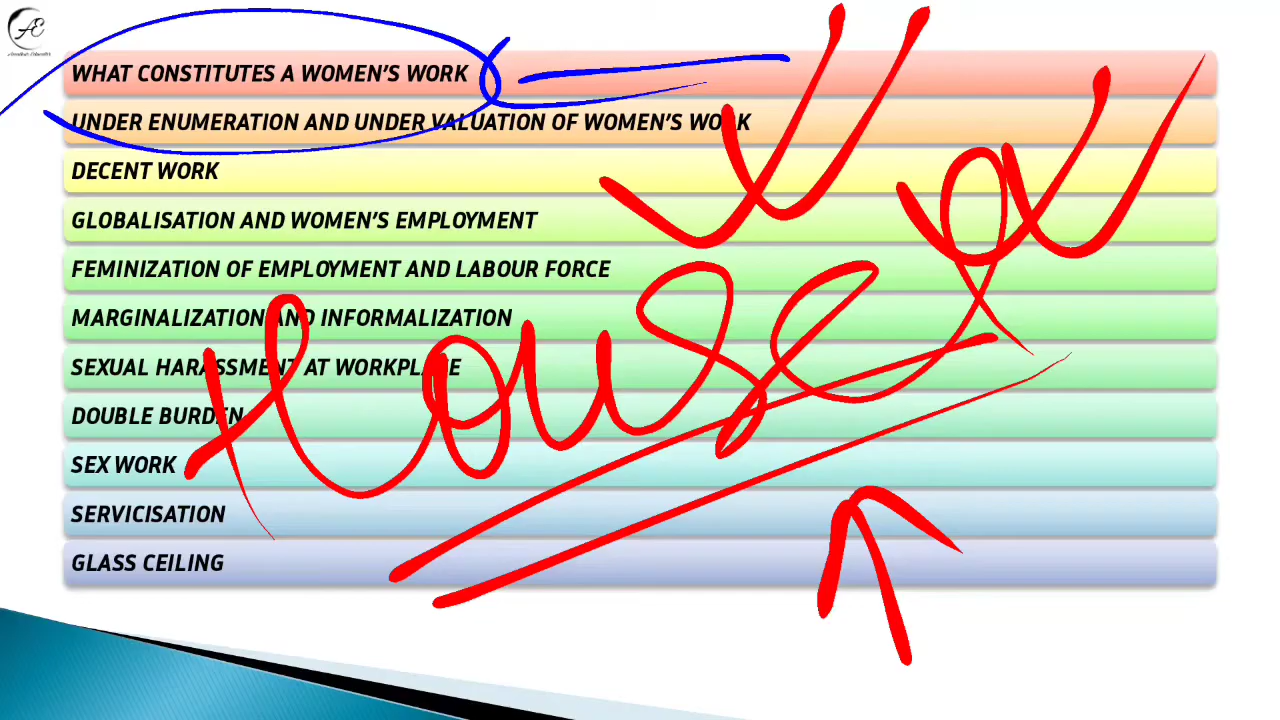 AE
WHAT CONSTITUTES A WOMEN'S WORK
UNDER ENUMERATION AND UNDER VALUATION OF WOMEN'S WORK
DECENT WORK
GLOBALISATION AND WOMEN'S EMPLOYMENT
FEMINIZATION OF EMPLOYMENT AND LABOUR FORCE
MARGINALIZATION AND INFORMALIZATION
SEXUAL HARASSMENT AT WORKPLACE
DOUBLE BURDEN
SEX WORK
SERVICISATION
GLASS CEILING
House